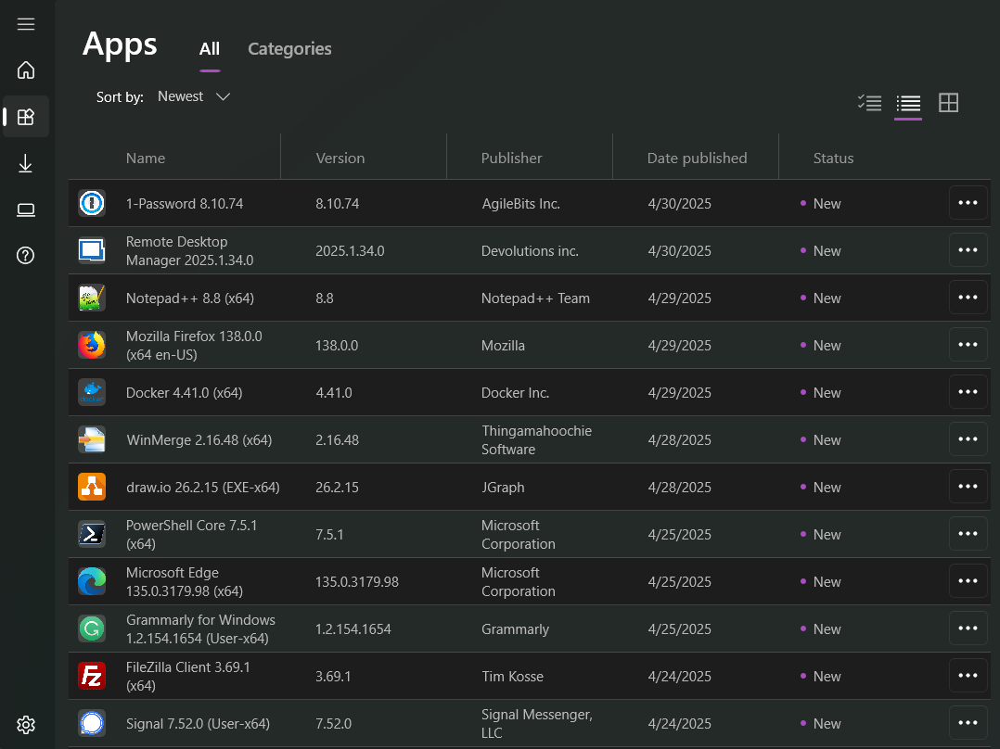 Apps
All
Categories
Sort by:
Newest
Name
Version
Publisher
Date published
Status
1-Password 8.10.74
8.10.74
AgileBits Inc.
4/30/2025
New
Remote Desktop
Manager 2025.1.34.0
2025.1.34.0
Devolutions inc.
4/30/2025
New
Notepad++ 8.8 (x64)
8.8
Notepad++ Team
4/29/2025
New
Mozilla Firefox 138.0.0
(x64 en-US)
138.0.0
Mozilla
4/29/2025
New
docker
Docker 4.41.0 (x64)
4.41.0
Docker Inc.
4/29/2025
New
WinMerge 2.16.48 (x64)
2.16.48
Thingamahoochie
Software
4/28/2025
New
draw.io 26.2.15 (EXE-x64)
26.2.15
JGraph
4/28/2025
New
PowerShell Core 7.5.1
(x64)
7.5.1
Microsoft
Corporation
4/25/2025
New
Microsoft Edge
135.0.3179.98 (x64)
135.0.3179.98
Microsoft
Corporation
4/25/2025
New
Grammarly for Windows
1.2.154.1654 (User-x64)
1.2.154.1654
Grammarly
4/25/2025
New
Fz
FileZilla Client 3.69.1
(x64)
3.69.1
Tim Kosse
4/24/2025
New
Signal 7.52.0 (User-x64)
7.52.0
Signal Messenger,
LLC
4/24/2025
New